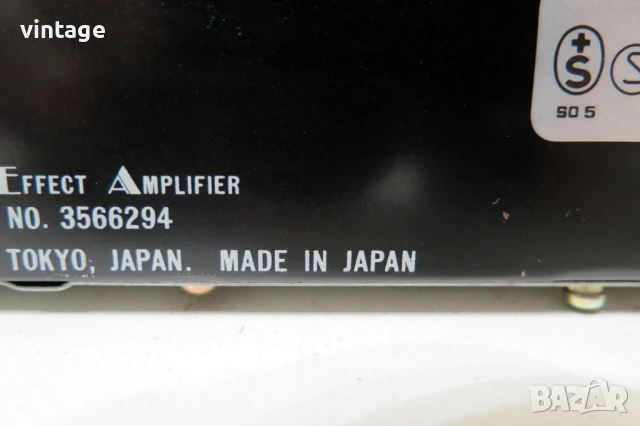 vintage
S
S
SO 5
EFFECT AMPLIFIER
NO. 3566294
TOKYO, JAPAN. MADE IN JAPAN
BAZAR